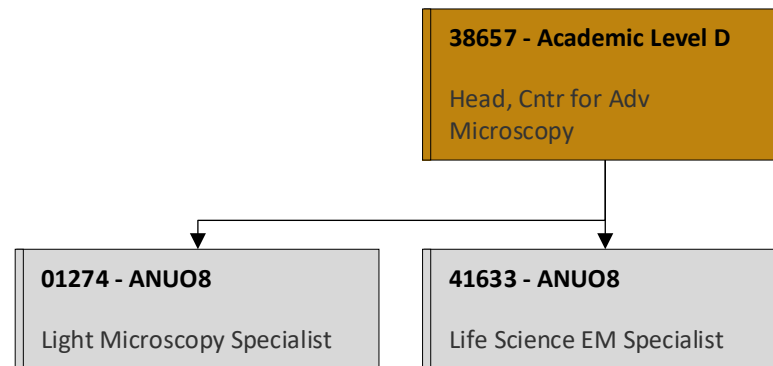 38657 - Academic Level D
Head, Cntr for Adv
Microscopy
01274 - ANUO8
Light Microscopy Specialist
41633 - ANUO8
Life Science EM Specialist